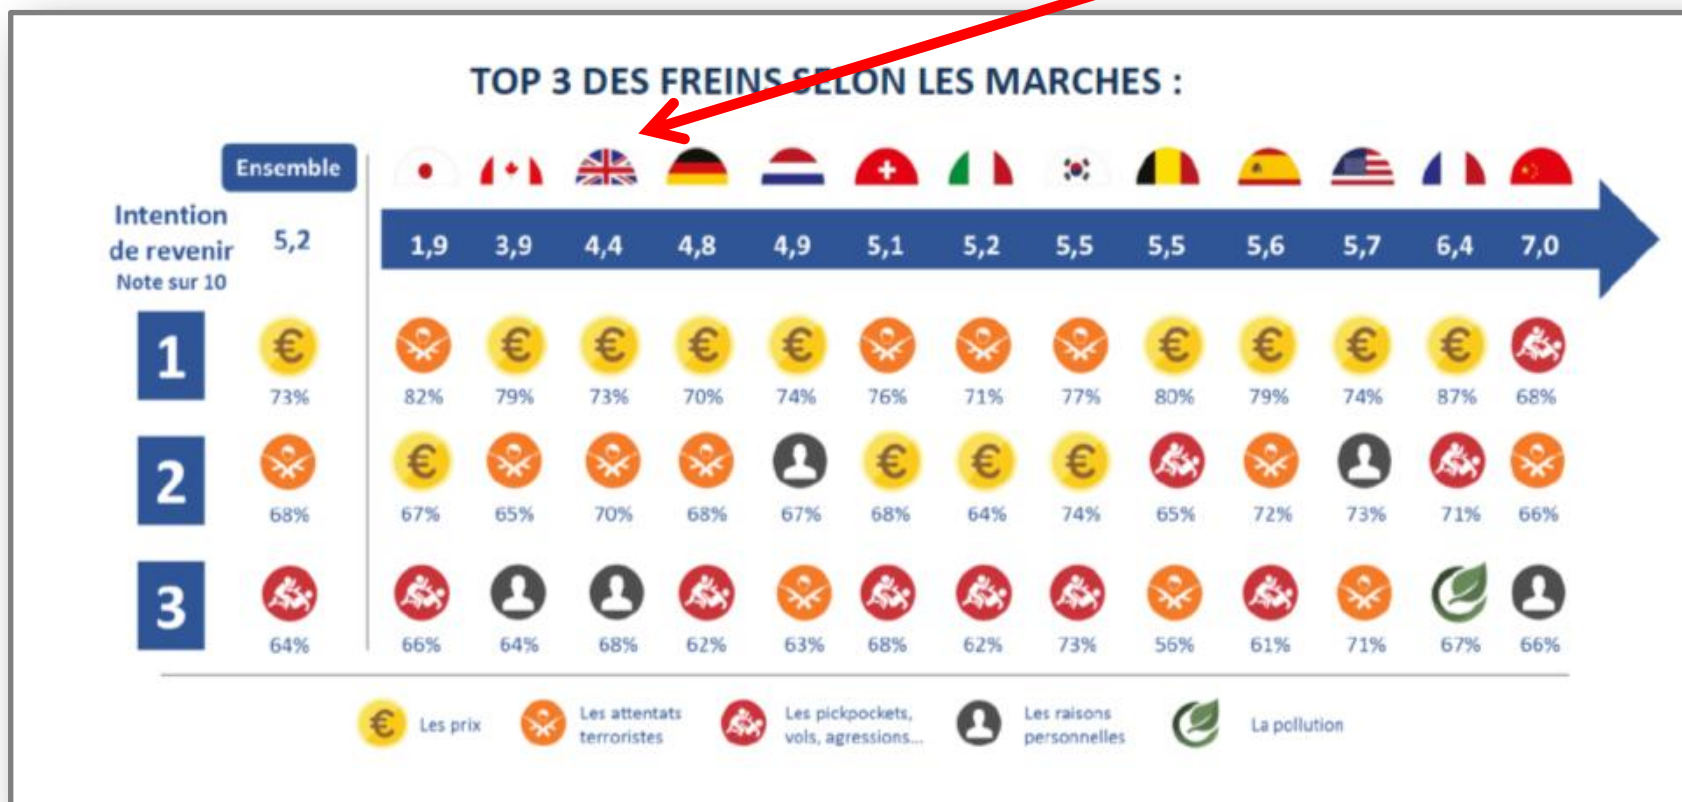 TOP 3 DES FREINS SELON LES MARCHES :
Ensemble
Intention
de revenir
Note sur 10
5,2
1,9 3,9 4,4 4,8 4,9 5,1 5,2 5,5 5,5 5,6 5,7 6,4 7,0
1
€ € € € € € € € €
73% 82% 79% 73% 70% 74% 76% 71% 77% 80% 79% 74% 87% 68%
2
€ € € €
68% 67% 65% 70% 68% 67% 68% 64% 74% 65% 72% 73% 71% 66%
3
64% 66% 64% 68% 62% 63% 68% 62% 73% 56% 61% 71% 67% 66%
€ Les prix
Les attentats
terroristes
Les pickpockets,
vols, agressions...
Les raisons
personnelles
La pollution